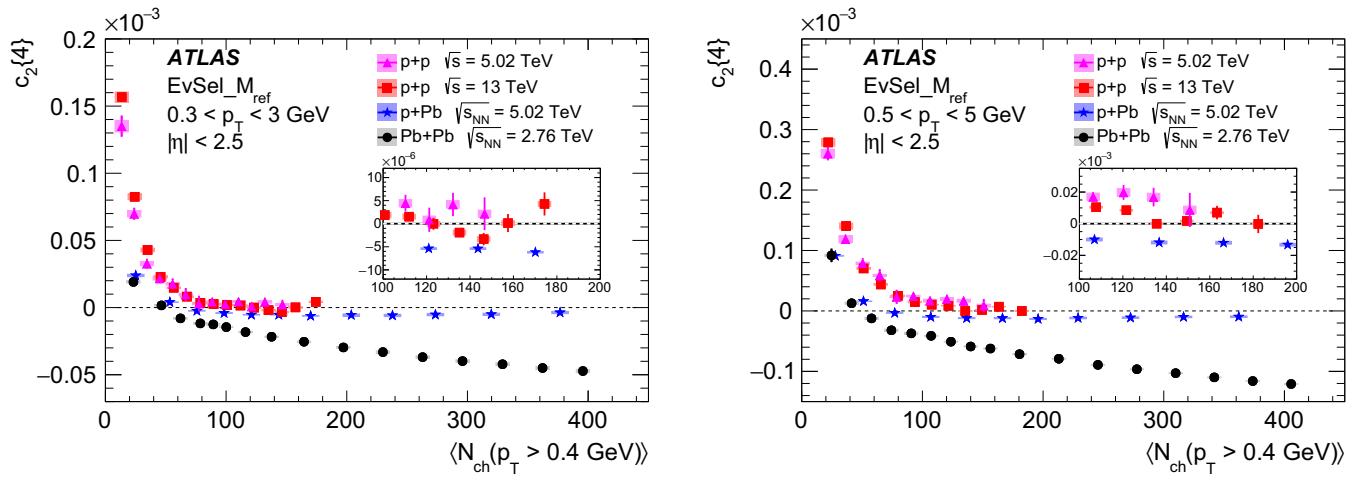 ×10⁻³
c₂{4}
ATLAS
EvSel_M_ref
0.3 < p_T < 3 GeV
|η| < 2.5
p+p √s = 5.02 TeV
p+p √s = 13 TeV
p+Pb √s_NN = 5.02 TeV
Pb+Pb √s_NN = 2.76 TeV
0.2
0.15
0.1
0.05
0
−0.05
×10⁻⁶
10
5
0
−5
−10
100 120 140 160 180 200
0 100 200 300 400
⟨N_ch(p_T > 0.4 GeV)⟩
×10⁻³
c₂{4}
ATLAS
EvSel_M_ref
0.5 < p_T < 5 GeV
|η| < 2.5
p+p √s = 5.02 TeV
p+p √s = 13 TeV
p+Pb √s_NN = 5.02 TeV
Pb+Pb √s_NN = 2.76 TeV
0.4
0.3
0.2
0.1
0
−0.1
×10⁻³
0.02
0
−0.02
100 120 140 160 180 200
0 100 200 300 400
⟨N_ch(p_T > 0.4 GeV)⟩